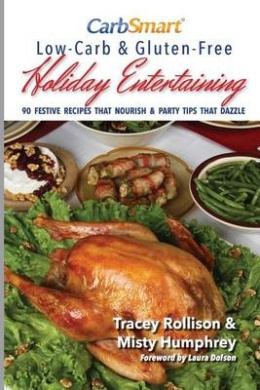 CarbSmart®
Low-Carb & Gluten-Free
Holiday Entertaining
90 FESTIVE RECIPES THAT NOURISH & PARTY TIPS THAT DAZZLE
Tracey Rollison &
Misty Humphrey
Foreword by Laura Dolson